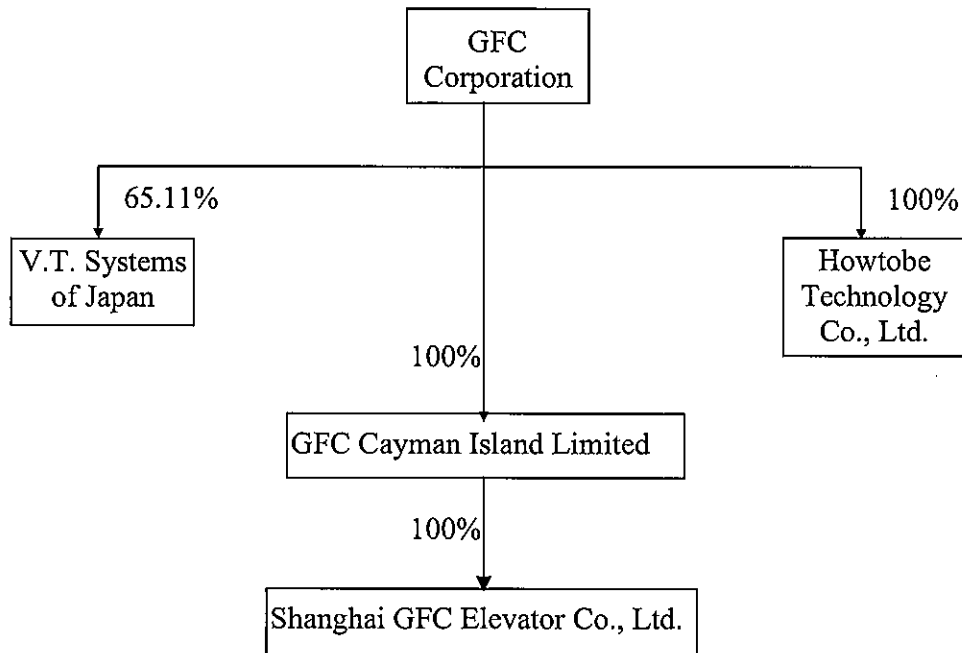 GFC
Corporation
65.11%
100%
V.T. Systems
of Japan
Howtobe
Technology
Co., Ltd.
100%
GFC Cayman Island Limited
100%
Shanghai GFC Elevator Co., Ltd.